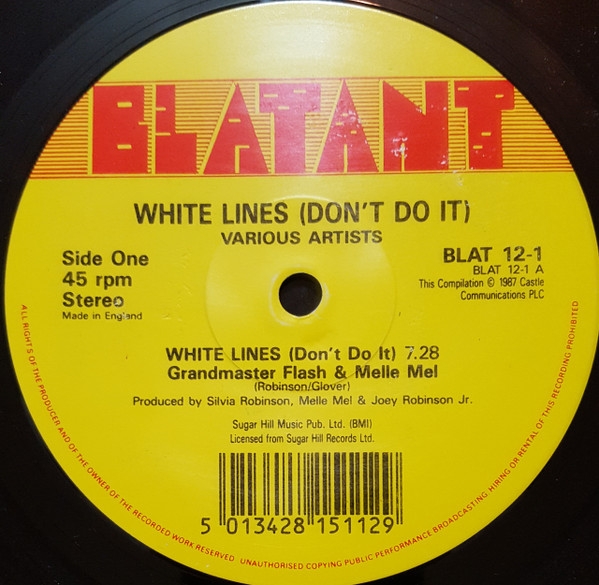 BLATANT
WHITE LINES (DON'T DO IT)
VARIOUS ARTISTS
Side One
45 rpm
Stereo
Made in England
BLAT 12-1
BLAT 12-1 A
This Compilation © 1987 Castle
Communications PLC
WHITE LINES (Don't Do It) 7.28
Grandmaster Flash & Melle Mel
(Robinson/Glover)
Produced by Silvia Robinson, Melle Mel & Joey Robinson Jr.
Sugar Hill Music Pub. Ltd. (BMI)
Licensed from Sugar Hill Records Ltd.
5 013428 151129
ALL RIGHTS OF THE PRODUCER AND OF THE OWNER OF THE RECORDED WORK RESERVED UNAUTHORISED COPYING PUBLIC PERFORMANCE BROADCASTING HIRING OR RENTAL OF THIS RECORDING PROHIBITED